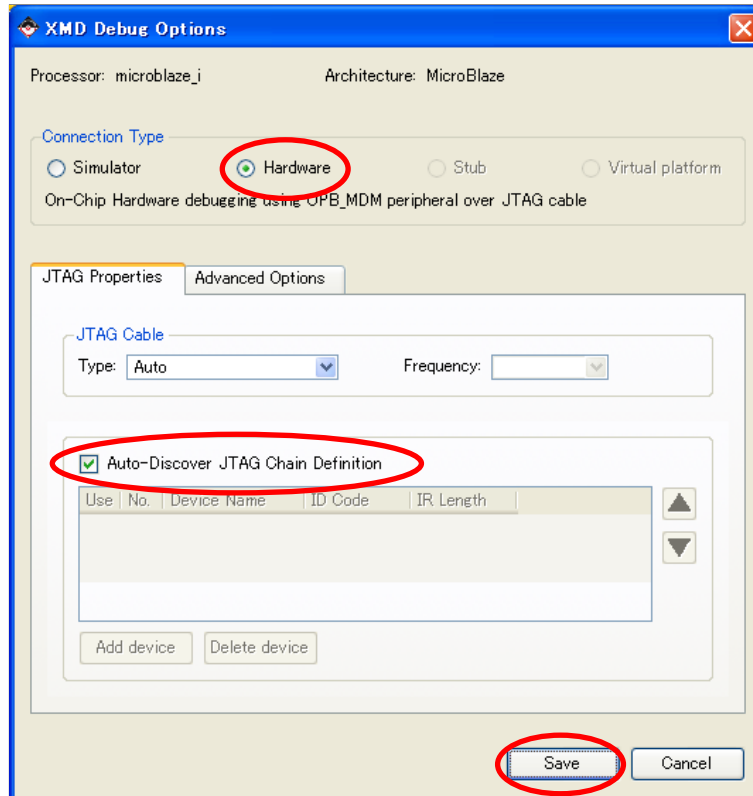 XMD Debug Options
Processor: microblaze_i Architecture: MicroBlaze
Connection Type
Simulator Hardware Stub Virtual platform
On-Chip Hardware debugging using OPB_MDM peripheral over JTAG cable
JTAG Properties Advanced Options
JTAG Cable
Type: Auto Frequency:
Auto-Discover JTAG Chain Definition
Use No. Device Name ID Code IR Length
Add device Delete device
Save Cancel